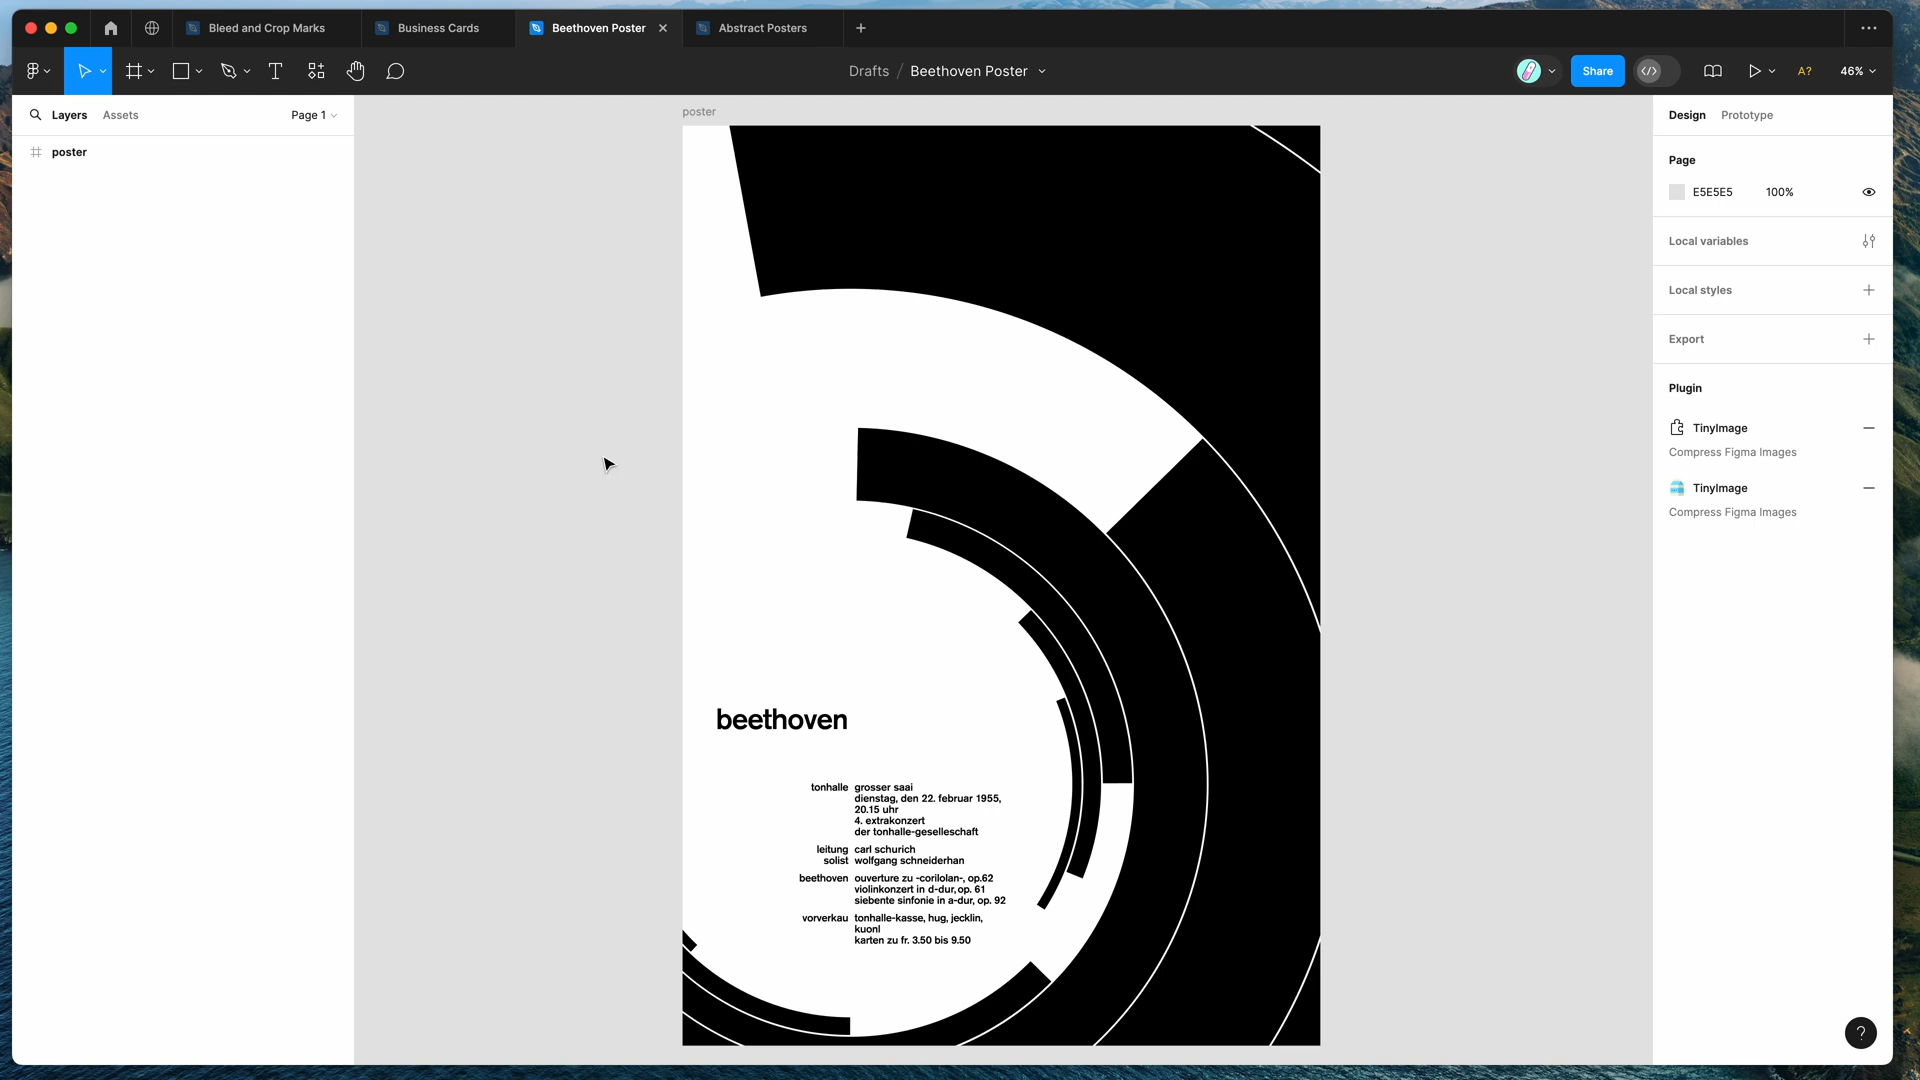 Bleed and Crop Marks
Business Cards
Beethoven Poster
Abstract Posters
Drafts / Beethoven Poster
Share
A?
46%
Layers
Assets
Page 1
poster
poster
beethoven
tonhalle grosser saai
dienstag, den 22. februar 1955,
20.15 uhr
4. extrakonzert
der tonhalle-geselleschaft
leitung carl schurich
solist wolfgang schneiderhan
beethoven ouverture zu -corilolan-, op.62
violinkonzert in d-dur, op. 61
siebente sinfonie in a-dur, op. 92
vorverkau tonhalle-kasse, hug, jecklin,
kuonl
karten zu fr. 3.50 bis 9.50
Design
Prototype
Page
E5E5E5 100%
Local variables
Local styles
Export
Plugin
TinyImage
Compress Figma Images
TinyImage
Compress Figma Images
?